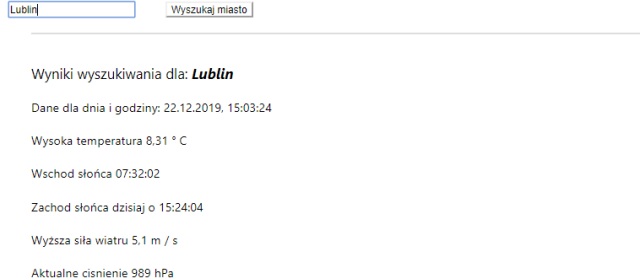 Lublin Wyszukaj miasto
Wyniki wyszukiwania dla: Lublin
Dane dla dnia i godziny: 22.12.2019, 15:03:24
Wysoka temperatura 8,31 ° C
Wschod słońca 07:32:02
Zachod słońca dzisiaj o 15:24:04
Wyższa siła wiatru 5,1 m / s
Aktualne cisnienie 989 hPa